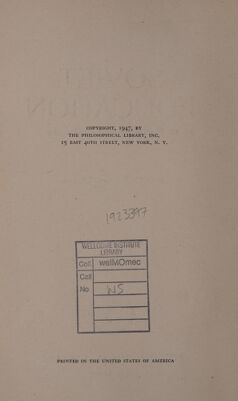 COPYRIGHT, 1947, BY
THE PHILOSOPHICAL LIBRARY, INC.
15 EAST 40TH STREET, NEW YORK, N. Y.
WELLCOME INSTITUTE
LIBRARY
Coll. welMOmec
Call
No. WS
PRINTED IN THE UNITED STATES OF AMERICA